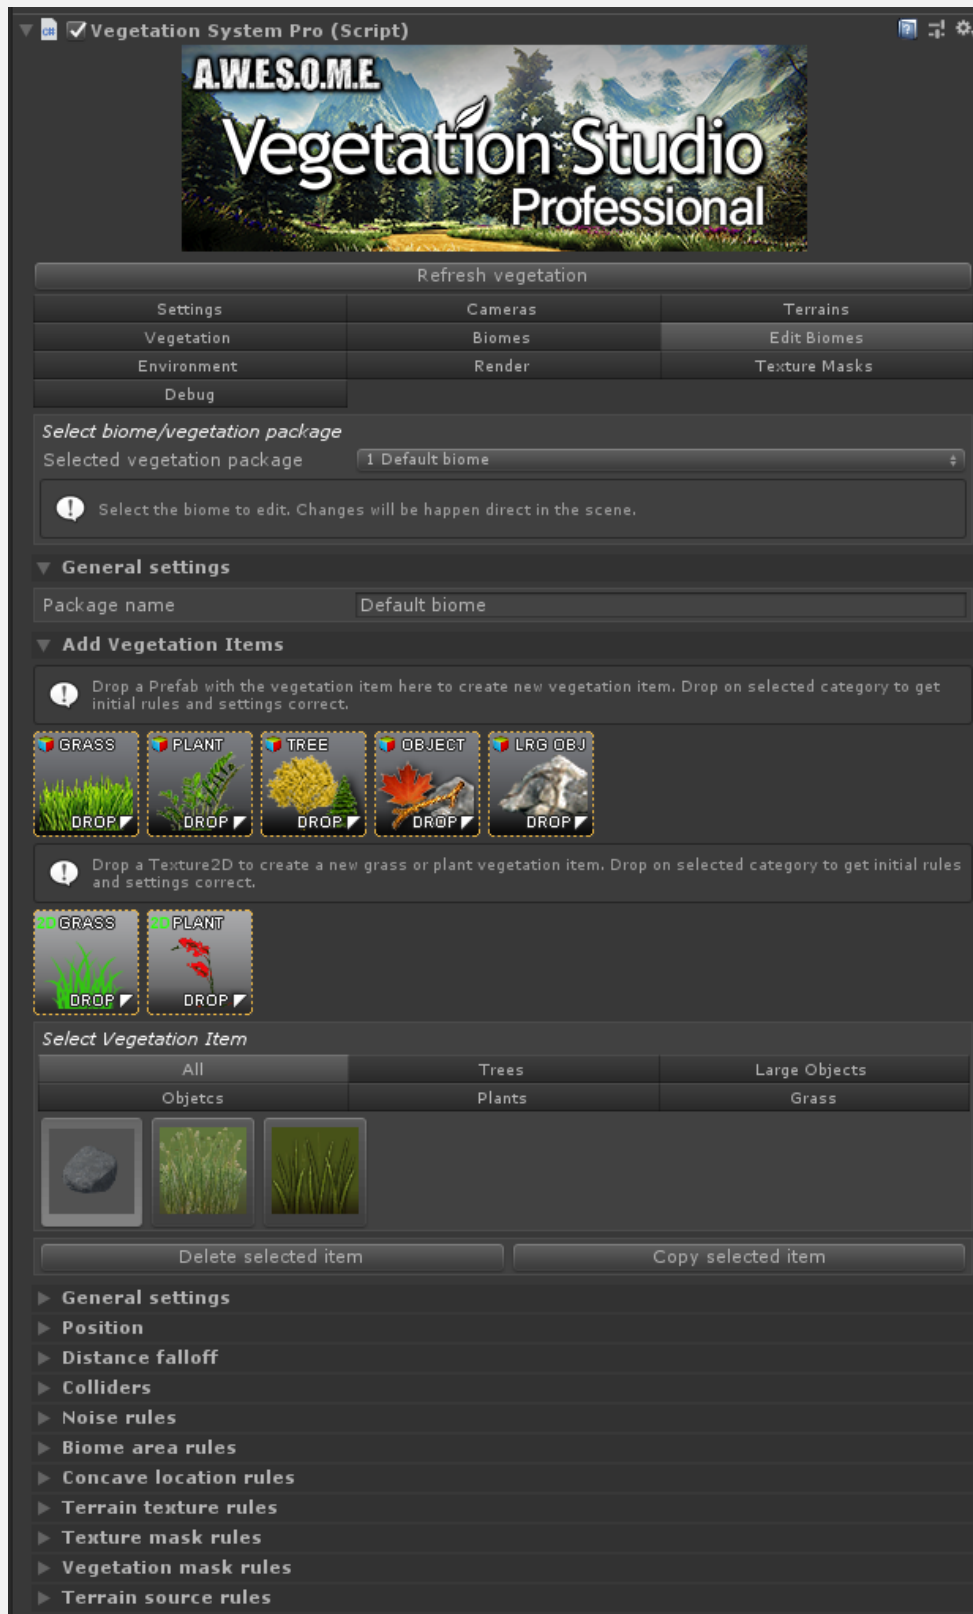 Vegetation System Pro (Script)
A.W.E.S.O.M.E.
Vegetation Studio
Professional
Refresh vegetation
Settings
Cameras
Terrains
Vegetation
Biomes
Edit Biomes
Environment
Render
Texture Masks
Debug
Select biome/vegetation package
Selected vegetation package
1 Default biome
Select the biome to edit. Changes will be happen direct in the scene.
General settings
Package name
Default biome
Add Vegetation Items
Drop a Prefab with the vegetation item here to create new vegetation item. Drop on selected category to get
initial rules and settings correct.
GRASS
PLANT
TREE
OBJECT
LRG OBJ
DROP
DROP
DROP
DROP
DROP
Drop a Texture2D to create a new grass or plant vegetation item. Drop on selected category to get initial rules
and settings correct.
2D GRASS
2D PLANT
DROP
DROP
Select Vegetation Item
All
Trees
Large Objects
Objetcs
Plants
Grass
Delete selected item
Copy selected item
General settings
Position
Distance falloff
Colliders
Noise rules
Biome area rules
Concave location rules
Terrain texture rules
Texture mask rules
Vegetation mask rules
Terrain source rules